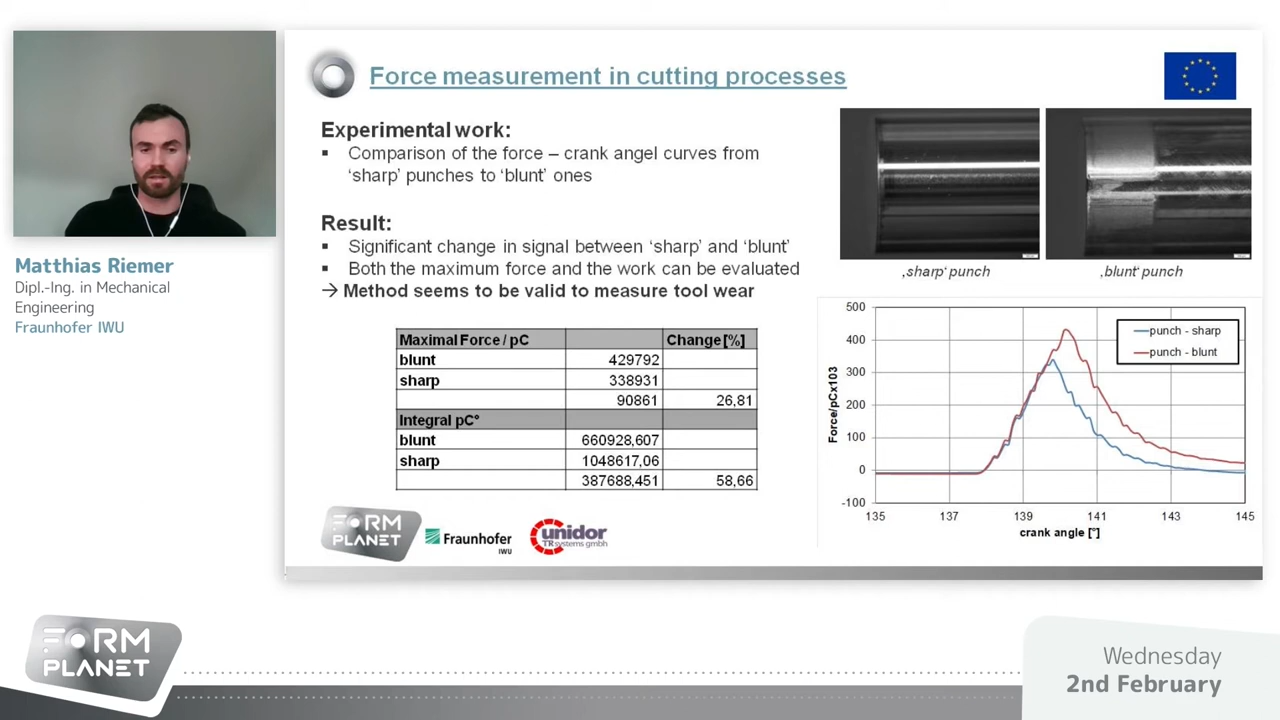 Force measurement in cutting processes
Experimental work:
▪ Comparison of the force – crank angel curves from
'sharp' punches to 'blunt' ones
Result:
▪ Significant change in signal between 'sharp' and 'blunt'
▪ Both the maximum force and the work can be evaluated
→ Method seems to be valid to measure tool wear
Maximal Force / pC Change[%]
blunt 429792
sharp 338931
90861 26,81
Integral pC°
blunt 660928,607
sharp 1048617,06
387688,451 58,66
FORM
PLANET
Fraunhofer
IWU
unidor
TRsystems gmbh
‚sharp' punch
‚blunt' punch
500
400
300
200
100
0
-100
Force/pCx103
punch - sharp
punch - blunt
135 137 139 141 143 145
crank angle [°]
Matthias Riemer
Dipl.-Ing. in Mechanical
Engineering
Fraunhofer IWU
FORM
PLANET
Wednesday
2nd February